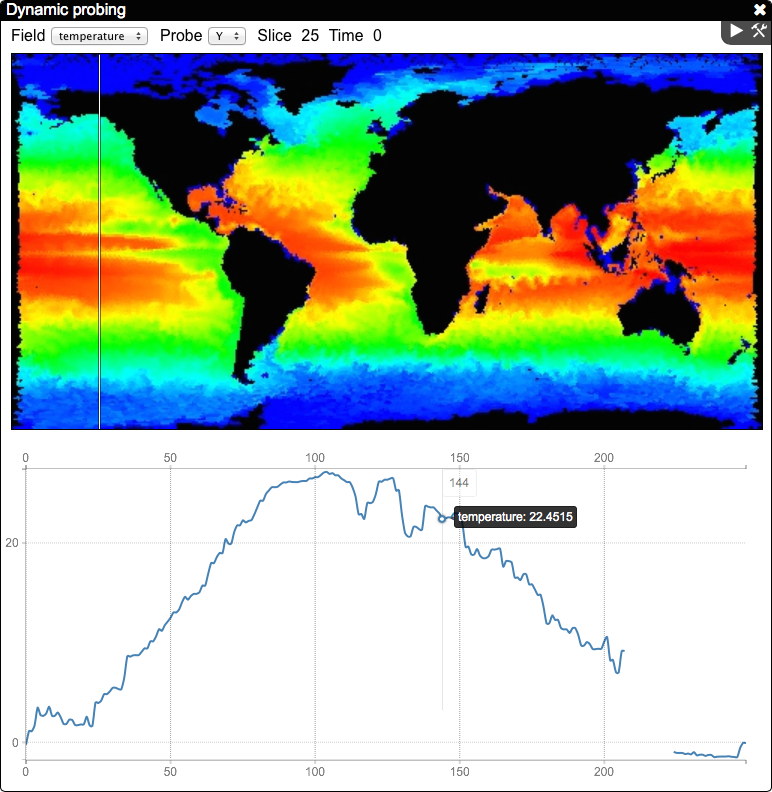 Dynamic probing
Field temperature Probe Y Slice 25 Time 0
0 50 100 150 200
144
temperature: 22.4515
20
0
0 50 100 150 200